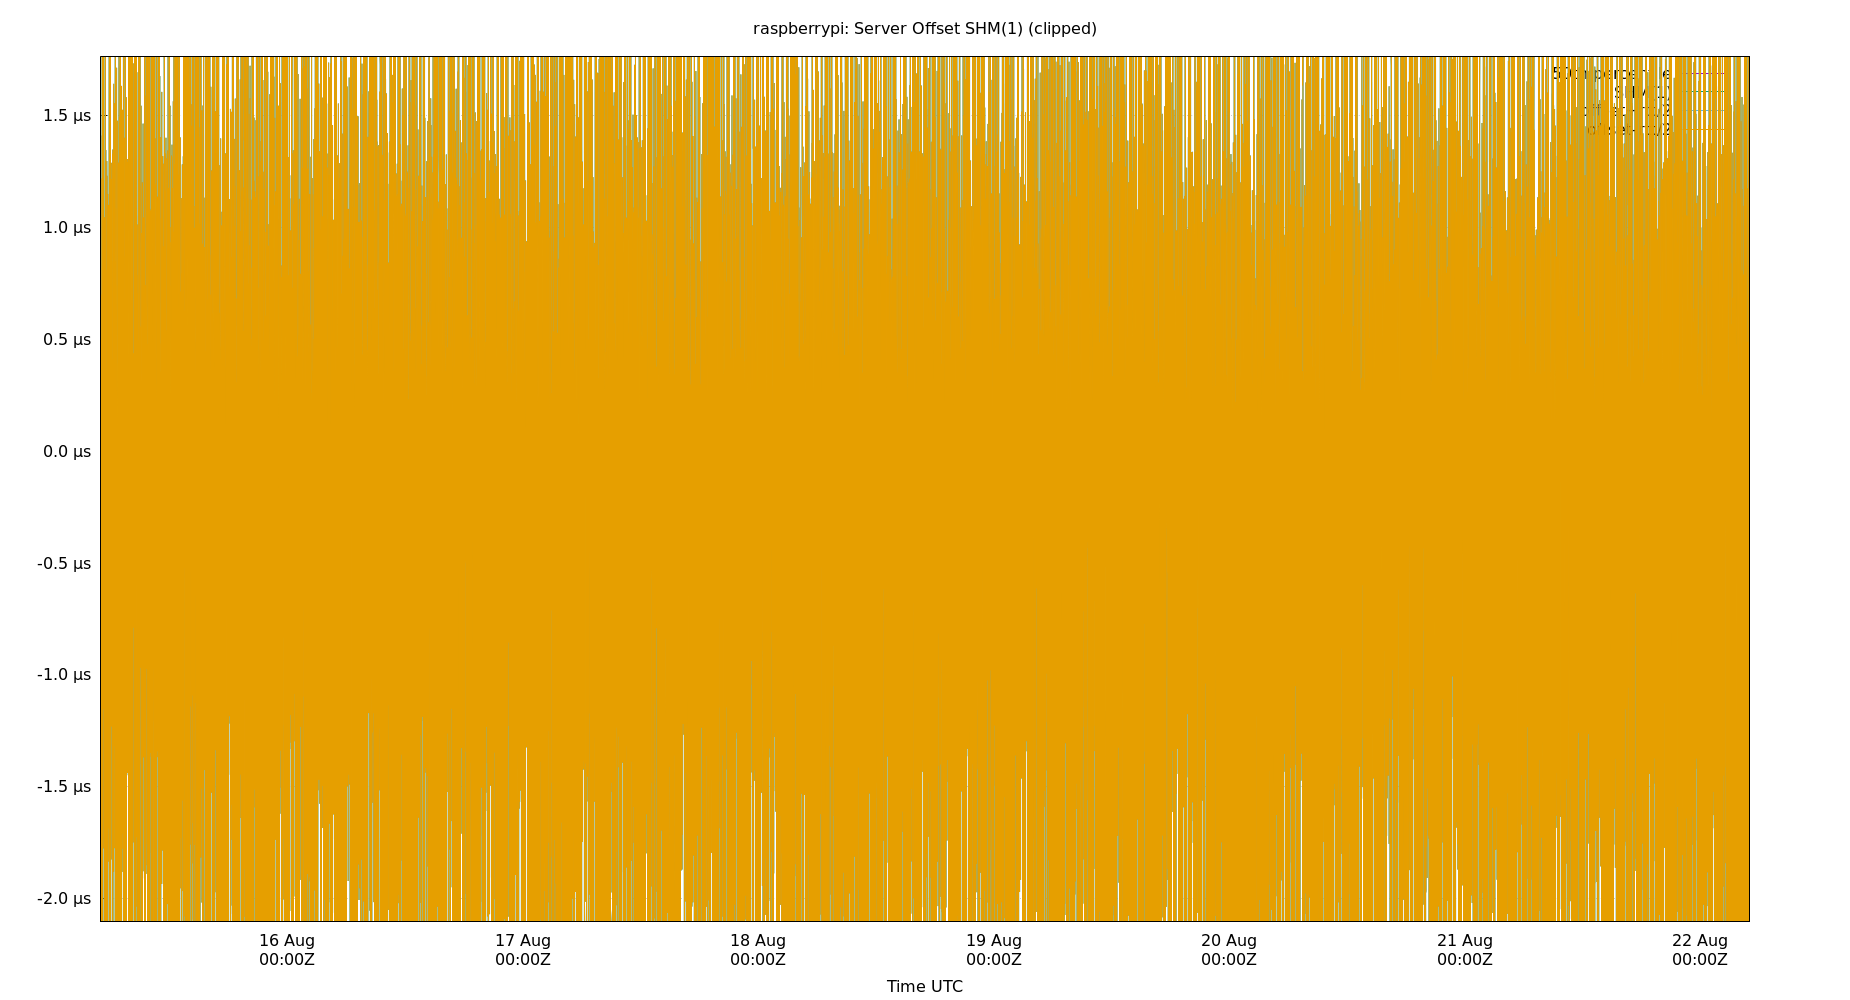 raspberrypi: Server Offset SHM(1) (clipped)
1.5 µs
1.0 µs
0.5 µs
0.0 µs
-0.5 µs
-1.0 µs
-1.5 µs
-2.0 µs
16 Aug 17 Aug 18 Aug 19 Aug 20 Aug 21 Aug 22 Aug
00:00Z 00:00Z 00:00Z 00:00Z 00:00Z 00:00Z 00:00Z
Time UTC